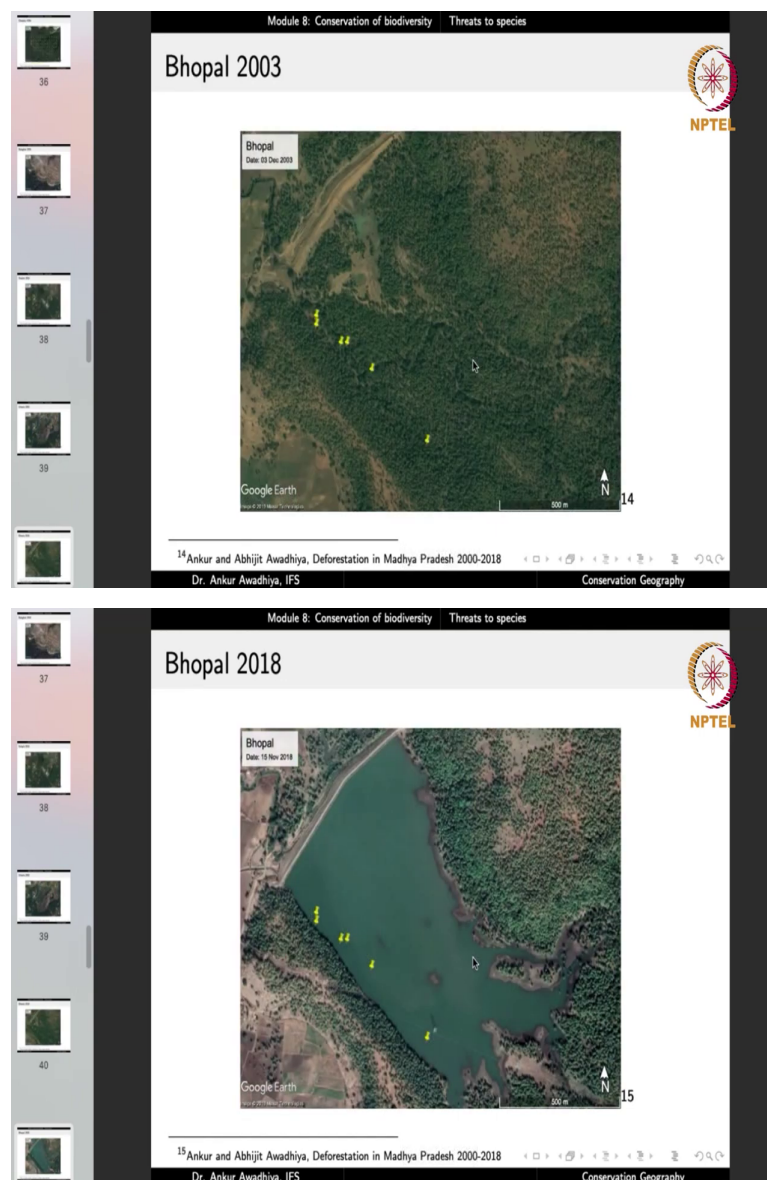 Module 8: Conservation of biodiversity Threats to species
Bhopal 2003
NPTEL
36
37
38
39
Bhopal
Date: 03 Dec 2003
Google Earth
N
500 m
14
14 Ankur and Abhijit Awadhiya, Deforestation in Madhya Pradesh 2000-2018
Dr. Ankur Awadhiya, IFS Conservation Geography
Module 8: Conservation of biodiversity Threats to species
Bhopal 2018
NPTEL
37
38
39
40
Bhopal
Date: 15 Nov 2018
Google Earth
N
500 m
15
15 Ankur and Abhijit Awadhiya, Deforestation in Madhya Pradesh 2000-2018
Dr. Ankur Awadhiya, IFS Conservation Geography